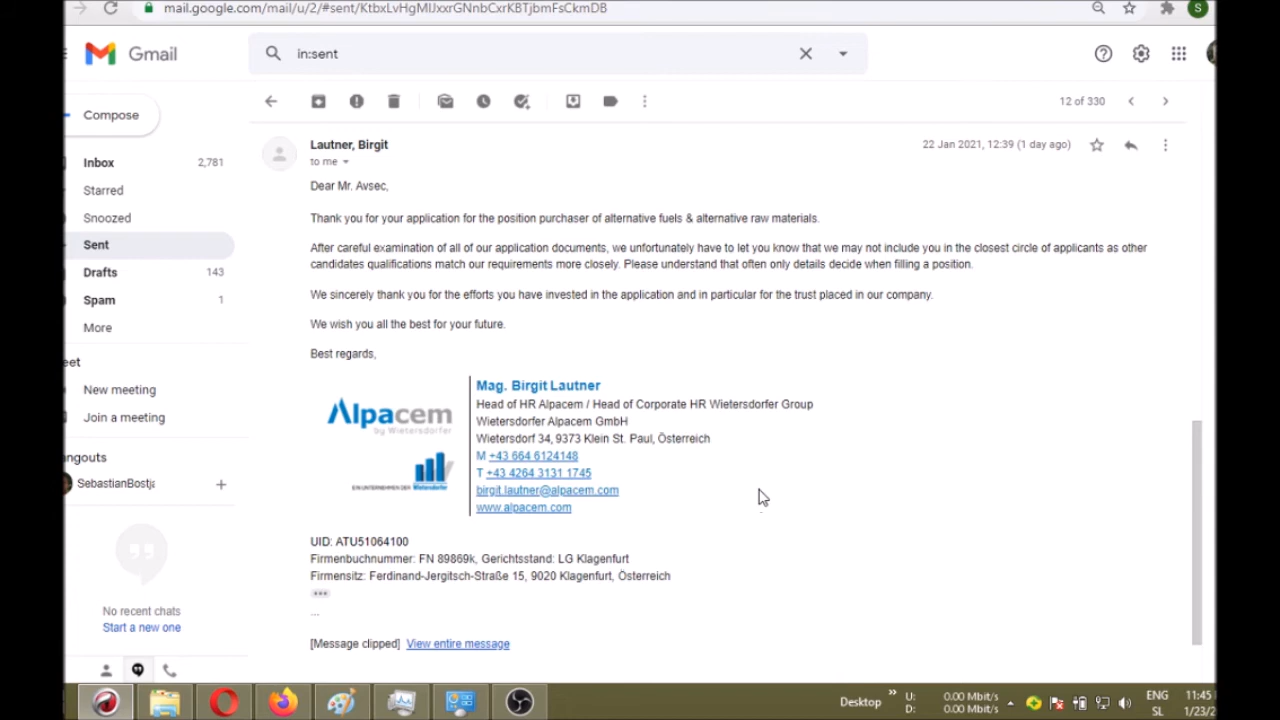 mail.google.com/mail/u/2/#sent/KtbxLvHgMIJxxrGNnbCxrKBTjbmFsCkmDB
S
Gmail
in:sent
Compose
12 of 330
Inbox 2,781
Starred
Snoozed
Sent
Drafts 143
Spam 1
More
eet
New meeting
Join a meeting
angouts
SebastianBostja
No recent chats
Start a new one
Lautner, Birgit
22 Jan 2021, 12:39 (1 day ago)
to me
Dear Mr. Avsec,
Thank you for your application for the position purchaser of alternative fuels & alternative raw materials.
After careful examination of all of our application documents, we unfortunately have to let you know that we may not include you in the closest circle of applicants as other
candidates qualifications match our requirements more closely. Please understand that often only details decide when filling a position.
We sincerely thank you for the efforts you have invested in the application and in particular for the trust placed in our company.
We wish you all the best for your future.
Best regards,
Alpacem
by Wietersdorfer
EIN UNTERNEHMEN DER Wietersdorfer
Mag. Birgit Lautner
Head of HR Alpacem / Head of Corporate HR Wietersdorfer Group
Wietersdorfer Alpacem GmbH
Wietersdorf 34, 9373 Klein St. Paul, Österreich
M +43 664 6124148
T +43 4264 3131 1745
birgit.lautner@alpacem.com
www.alpacem.com
UID: ATU51064100
Firmenbuchnummer: FN 89869k, Gerichtsstand: LG Klagenfurt
Firmensitz: Ferdinand-Jergitsch-Straße 15, 9020 Klagenfurt, Österreich
...
[Message clipped] View entire message
Desktop
U: 0.00 Mbit/s
D: 0.00 Mbit/s
ENG
SL
11:45
1/23/2